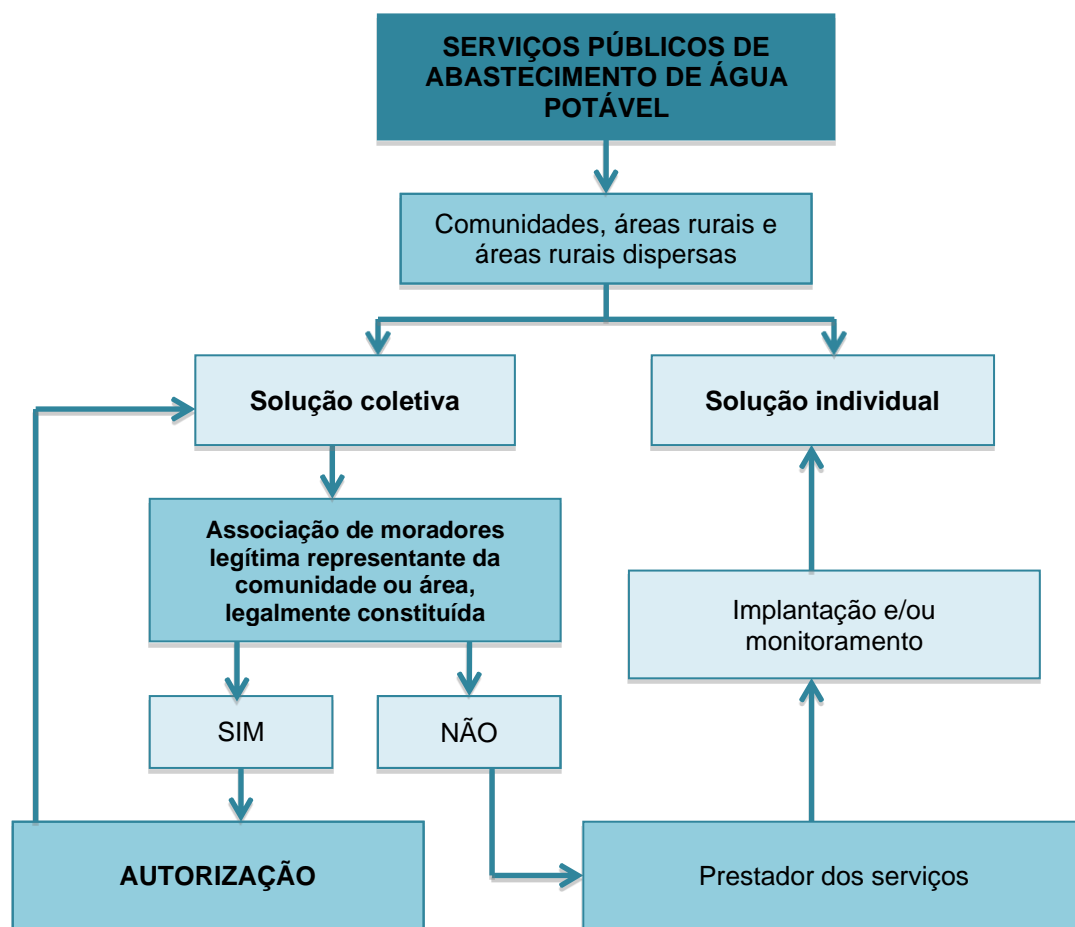 SERVIÇOS PÚBLICOS DE
ABASTECIMENTO DE ÁGUA
POTÁVEL
Comunidades, áreas rurais e
áreas rurais dispersas
Solução coletiva
Solução individual
Associação de moradores
legítima representante da
comunidade ou área,
legalmente constituída
Implantação e/ou
monitoramento
SIM
NÃO
AUTORIZAÇÃO
Prestador dos serviços